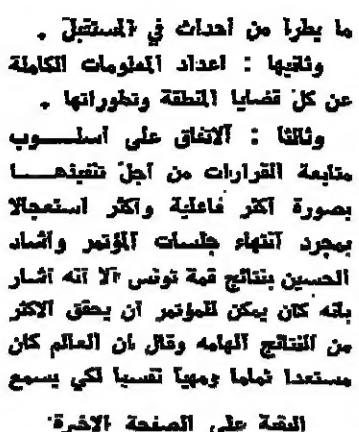 ما يطرأ من أحداث في المستقبل .
وثانيها : اعداد المعلومات الكاملة
عن كل قضايا المنطقة وتطوراتها .
وثالثا : الاتفاق على اسلـــوب
متابعة القرارات من أجل تنفيذهـــا
بصورة أكثر فاعلية وأكثر استعجالا
بمجرد انتهاء جلسات المؤتمر وأشاد
الحسين بنتائج قمة تونس الا انه أشار
بانه كان يمكن للمؤتمر ان يحقق الاكثر
من النتائج الهامه وقال ان العالم كان
مستعدا تماما ومهيأ نفسيا لكي يسمع
البقية على الصفحة الاخيرة